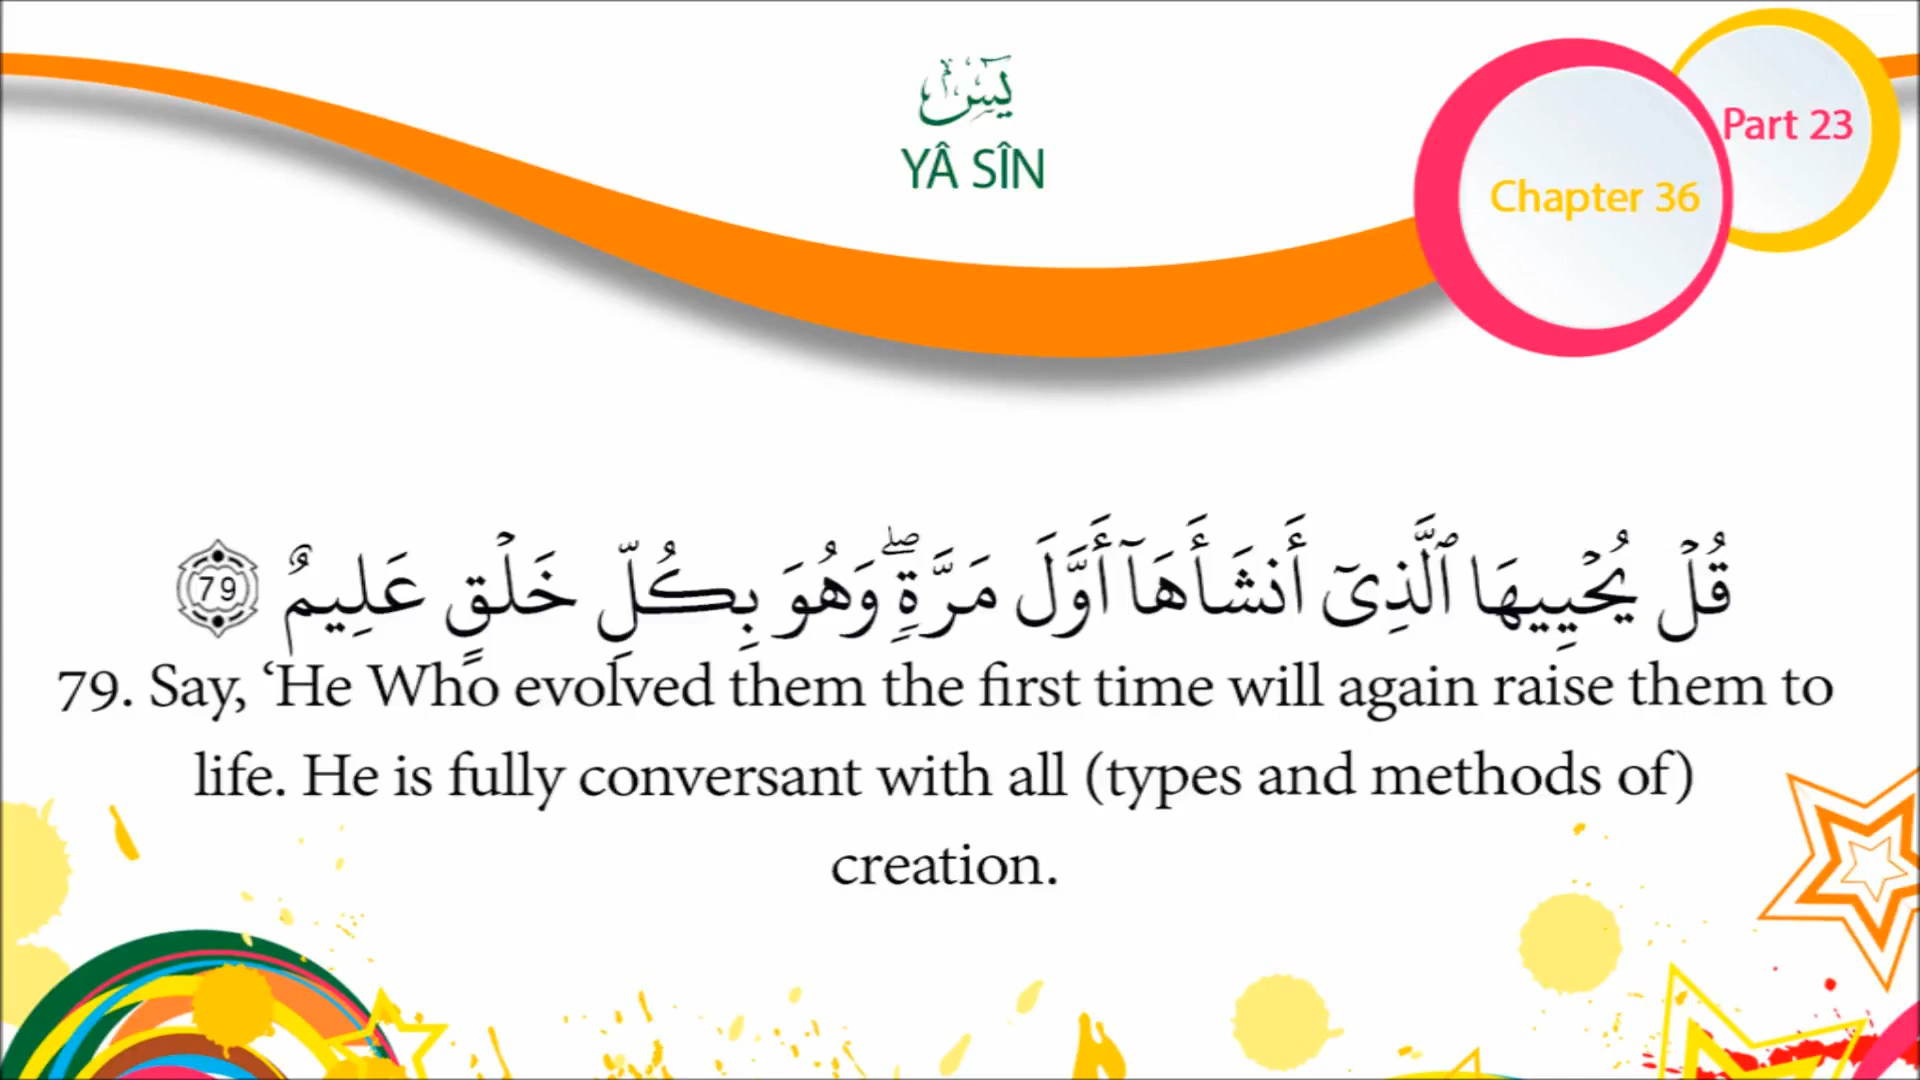 يسٓ
YÂ SÎN
Part 23
Chapter 36
قُلْ يُحْيِيهَا ٱلَّذِىٓ أَنشَأَهَآ أَوَّلَ مَرَّةٍۢ ۖ وَهُوَ بِكُلِّ خَلْقٍ عَلِيمٌ 79
79. Say, ‘He Who evolved them the first time will again raise them to
life. He is fully conversant with all (types and methods of)
creation.